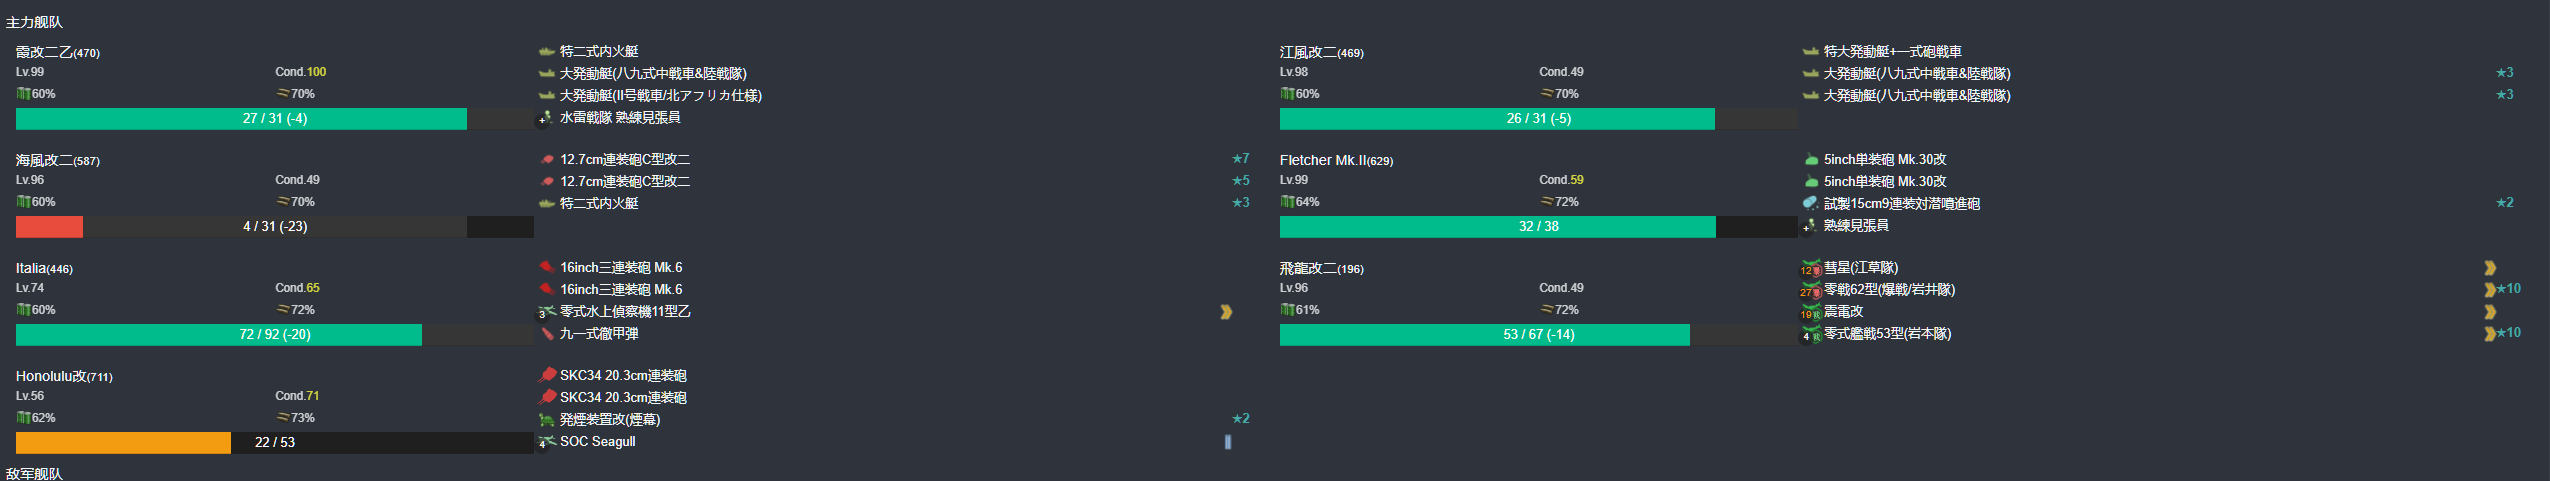 主力舰队
霞改二乙(470)
Lv.99 Cond.100
60% 70%
27 / 31 (-4)
特二式内火艇
大発動艇(八九式中戦車&陸戦隊)
大発動艇(II号戦車/北アフリカ仕様)
+ 水雷戦隊 熟練見張員
江風改二(469)
Lv.98 Cond.49
60% 70%
26 / 31 (-5)
特大発動艇+一式砲戦車
大発動艇(八九式中戦車&陸戦隊) ★3
大発動艇(八九式中戦車&陸戦隊) ★3
海風改二(587)
Lv.96 Cond.49
60% 70%
4 / 31 (-23)
12.7cm連装砲C型改二 ★7
12.7cm連装砲C型改二 ★5
特二式内火艇 ★3
Fletcher Mk.II(629)
Lv.99 Cond.59
64% 72%
32 / 38
5inch単装砲 Mk.30改
5inch単装砲 Mk.30改
試製15cm9連装対潜噴進砲 ★2
+ 熟練見張員
Italia(446)
Lv.74 Cond.65
60% 72%
72 / 92 (-20)
16inch三連装砲 Mk.6
16inch三連装砲 Mk.6
3 零式水上偵察機11型乙
九一式徹甲弾
飛龍改二(196)
Lv.96 Cond.49
61% 72%
53 / 67 (-14)
12 彗星(江草隊)
27 零戦62型(爆戦/岩井隊) ★10
19 震電改
4 零式艦戦53型(岩本隊) ★10
Honolulu改(711)
Lv.56 Cond.71
62% 73%
22 / 53
SKC34 20.3cm連装砲
SKC34 20.3cm連装砲
発煙装置改(煙幕) ★2
4 SOC Seagull
敌军舰队